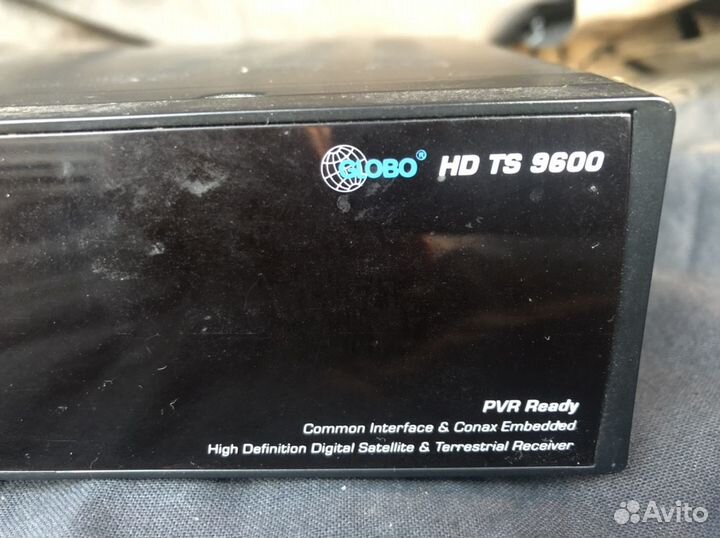 GLOBO® HD TS 9600
PVR Ready
Common Interface & Conax Embedded
High Definition Digital Satellite & Terrestrial Receiver
Avito